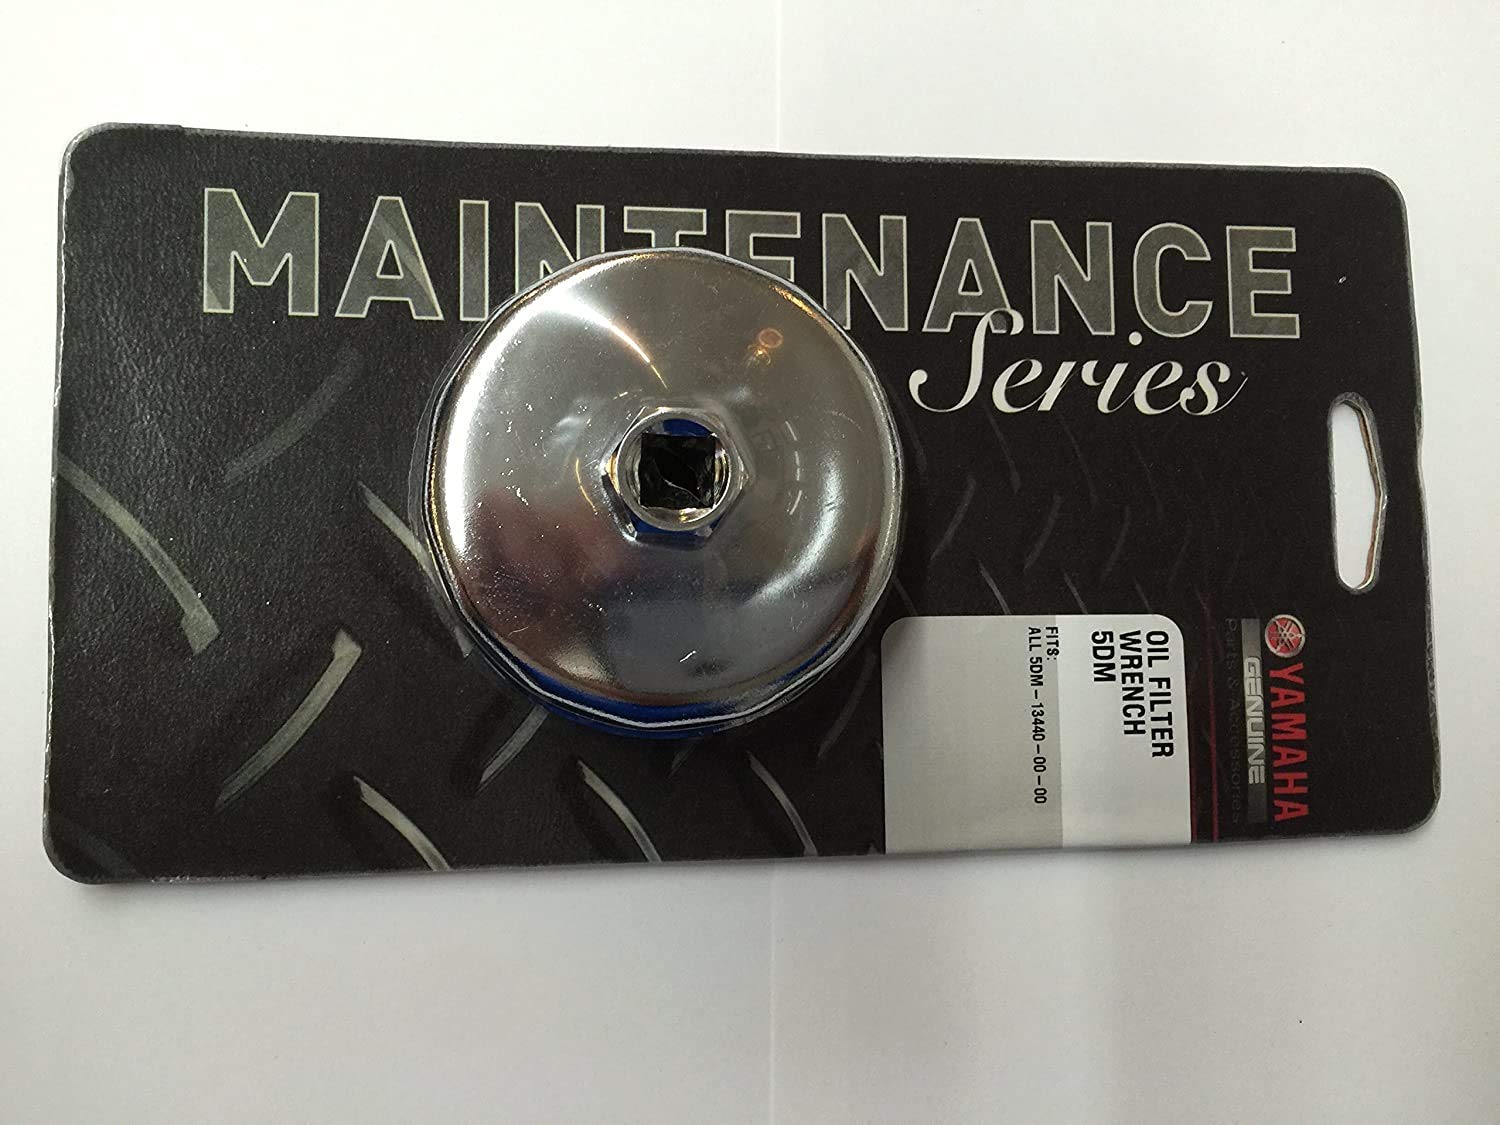 MAINTENANCE
Series
OIL FILTER
WRENCH
5DM
FITS:
ALL 5DM-13440-00-00
YAMAHA
GENUINE
Parts & Accessories